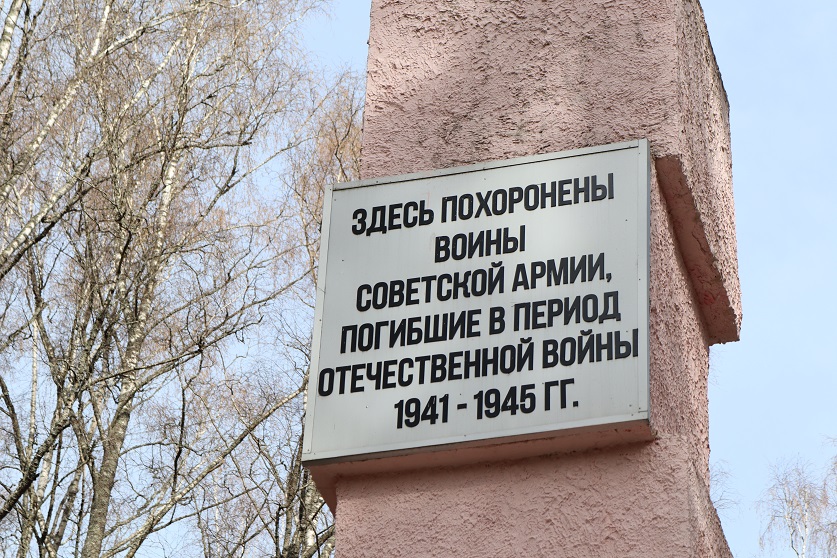 ЗДЕСЬ ПОХОРОНЕНЫ
ВОИНЫ
СОВЕТСКОЙ АРМИИ,
ПОГИБШИЕ В ПЕРИОД
ОТЕЧЕСТВЕННОЙ ВОЙНЫ
1941 - 1945 ГГ.